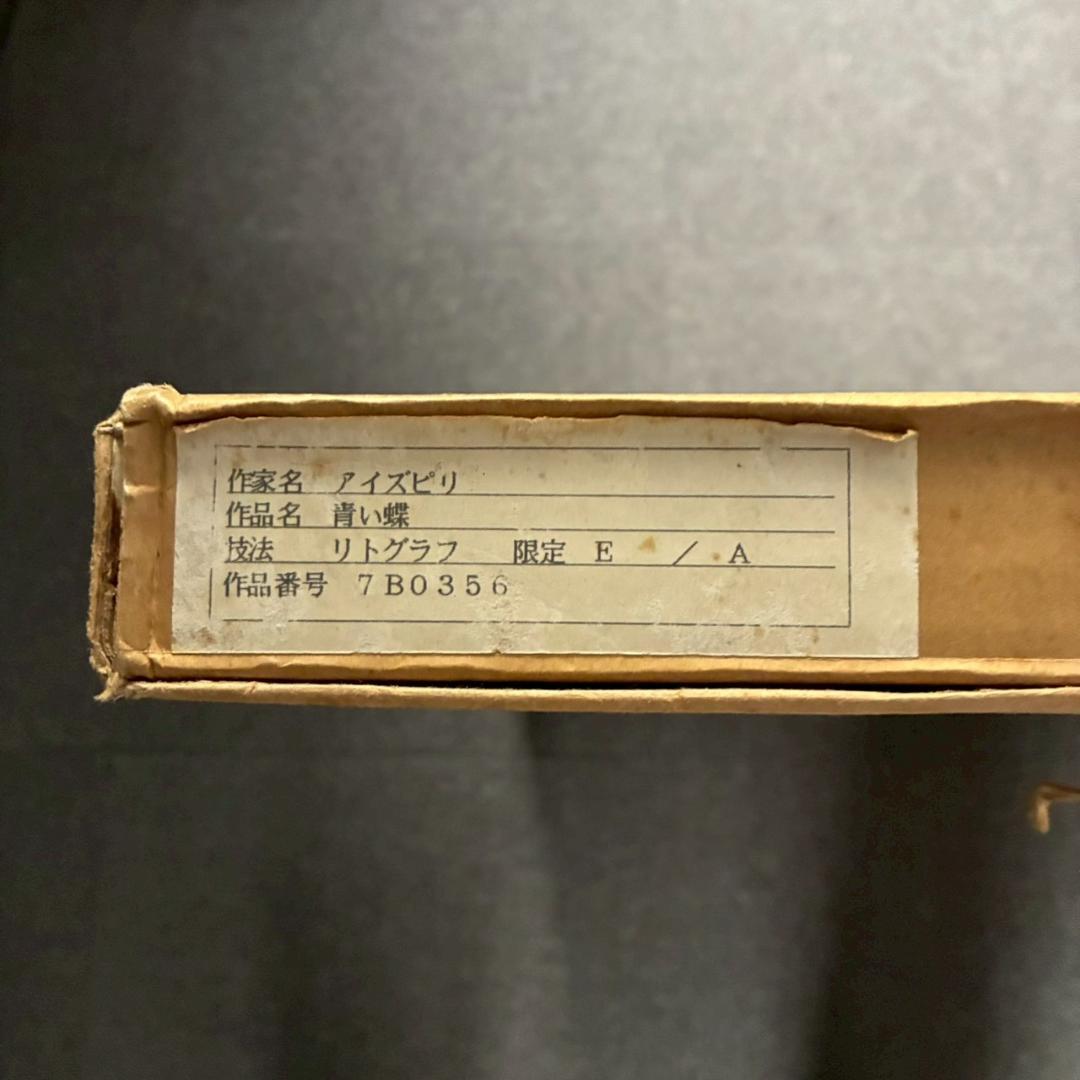 作家名　アイズピリ
作品名　青い蝶
技法　　リトグラフ　　限定　E　　／　A
作品番号　７B０３５６